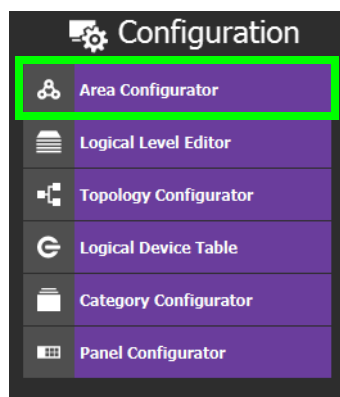 Configuration
Area Configurator
Logical Level Editor
Topology Configurator
Logical Device Table
Category Configurator
Panel Configurator